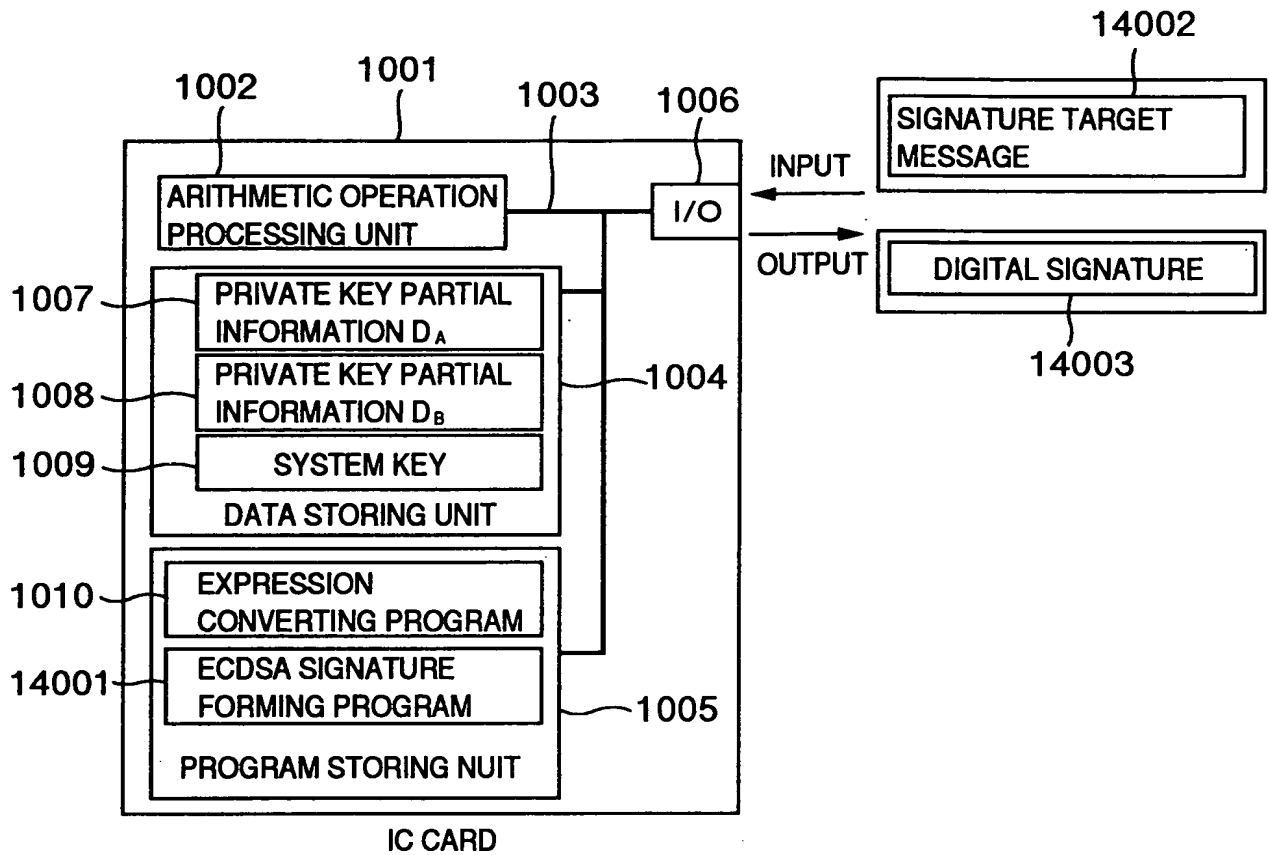 14002
1001
1002
1003
1006
SIGNATURE TARGET
MESSAGE
INPUT
ARITHMETIC OPERATION
PROCESSING UNIT
I/O
OUTPUT
DIGITAL SIGNATURE
14003
1007
PRIVATE KEY PARTIAL
INFORMATION DA
1004
1008
PRIVATE KEY PARTIAL
INFORMATION DB
1009
SYSTEM KEY
DATA STORING UNIT
1010
EXPRESSION
CONVERTING PROGRAM
14001
ECDSA SIGNATURE
FORMING PROGRAM
1005
PROGRAM STORING NUIT
IC CARD